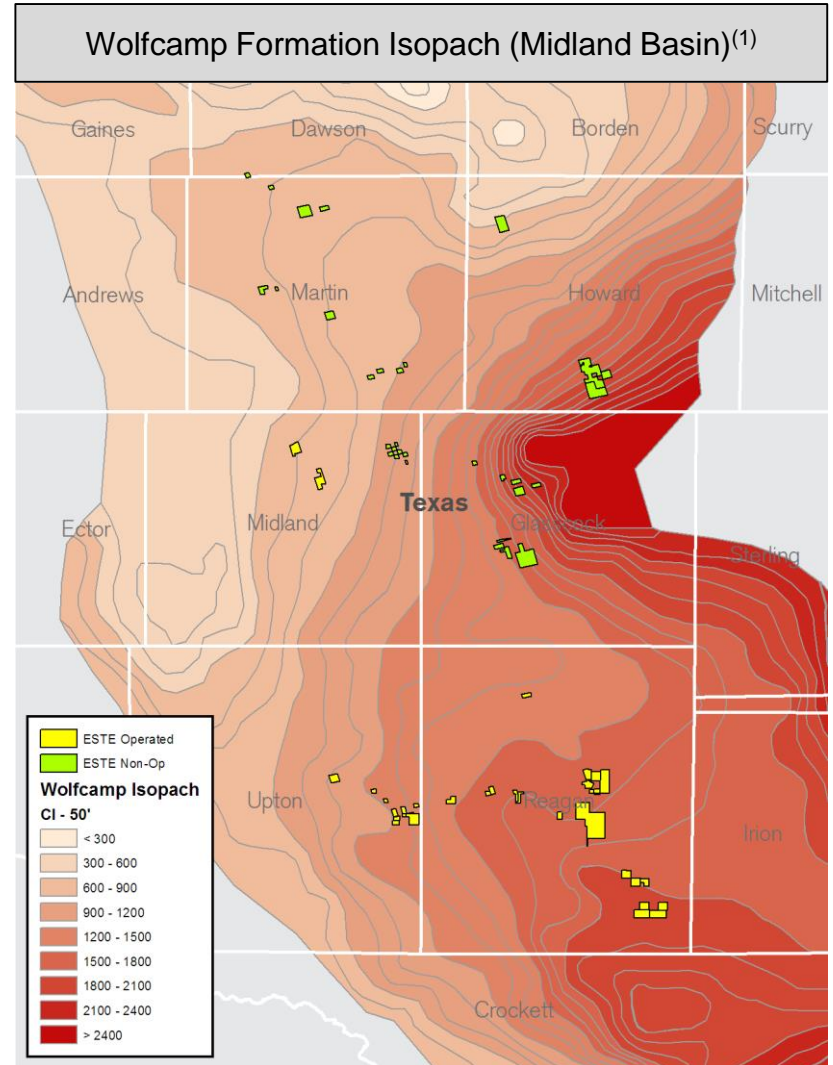 Wolfcamp Formation Isopach (Midland Basin)(1)
Gaines
Dawson
Borden
Scurry
Andrews
Martin
Howard
Mitchell
Texas
Ector
Midland
Glasscock
Sterling
Upton
Reagan
Irion
Crockett
ESTE Operated
ESTE Non-Op
Wolfcamp Isopach
CI - 50'
< 300
300 - 600
600 - 900
900 - 1200
1200 - 1500
1500 - 1800
1800 - 2100
2100 - 2400
> 2400